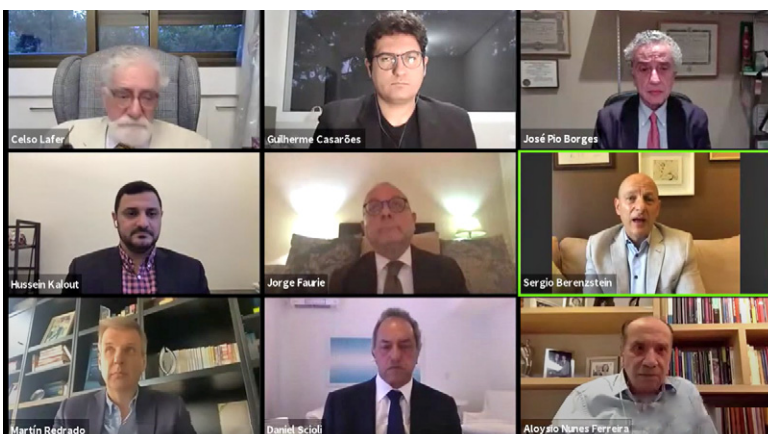 Celso Lafer
Guilherme Casarões
José Pio Borges
Hussein Kalout
Jorge Faurie
Sergio Berenzstein
Martín Redrado
Daniel Scioli
Aloysio Nunes Ferreira